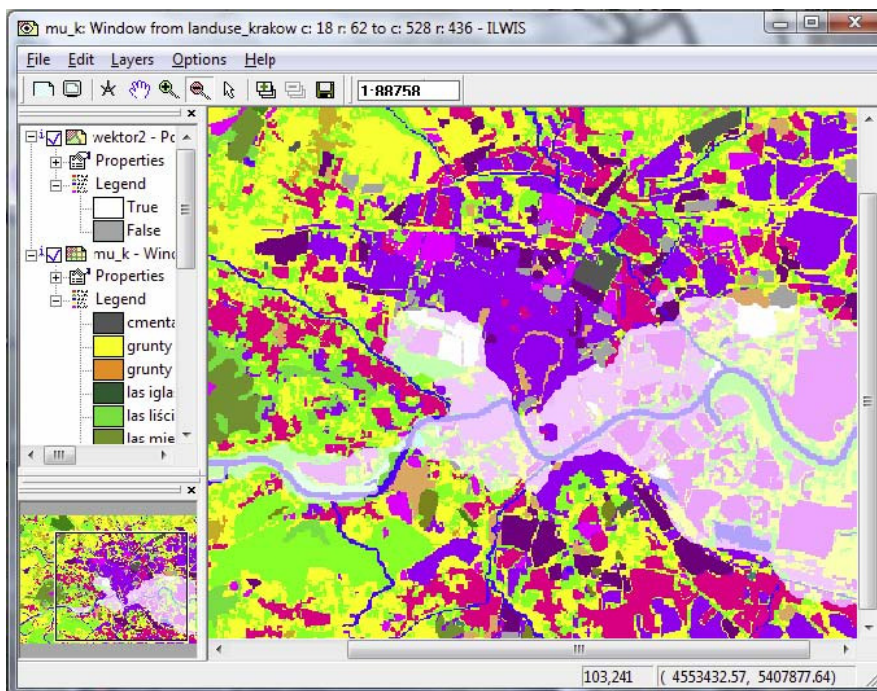 mu_k: Window from landuse_krakow c: 18 r: 62 to c: 528 r: 436 - ILWIS
File Edit Layers Options Help
1:88758
wektor2 - Po
Properties
Legend
True
False
mu_k - Wind
Properties
Legend
cmenta
grunty
grunty
las igla
las liści
las mie
103,241 ( 4553432.57, 5407877.64)